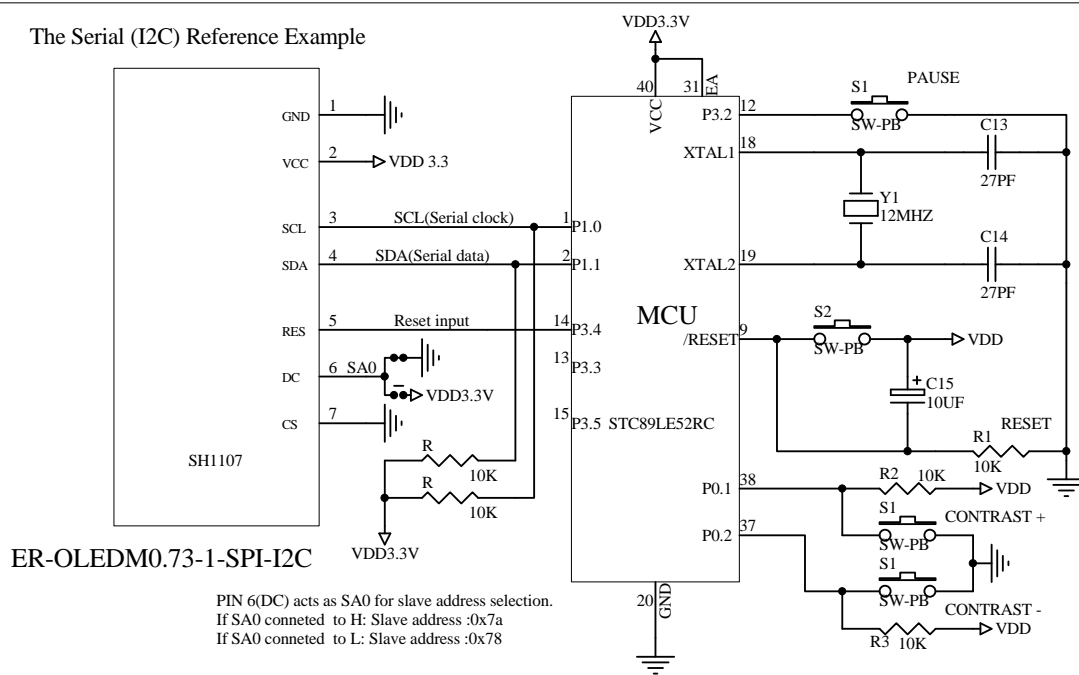 The Serial (I2C) Reference Example
GND
1
VCC
2
VDD 3.3
SCL
3
SCL(Serial clock)
SDA
4
SDA(Serial data)
RES
5
Reset input
DC
6
SA0
VDD3.3V
CS
7
SH1107
R
10K
R
10K
VDD3.3V
ER-OLEDM0.73-1-SPI-I2C
PIN 6(DC) acts as SA0 for slave address selection.
If SA0 conneted to H: Slave address :0x7a
If SA0 conneted to L: Slave address :0x78
VDD3.3V
40
VCC
31
EA
1
P1.0
2
P1.1
14
P3.4
13
P3.3
15
P3.5
STC89LE52RC
MCU
20
GND
P3.2
12
XTAL1
18
XTAL2
19
/RESET
9
P0.1
38
P0.2
37
S1
PAUSE
SW-PB
C13
27PF
Y1
12MHZ
C14
27PF
S2
SW-PB
VDD
C15
10UF
+
R1
RESET
10K
R2
10K
VDD
S1
CONTRAST +
SW-PB
S1
SW-PB
CONTRAST -
R3
10K
VDD